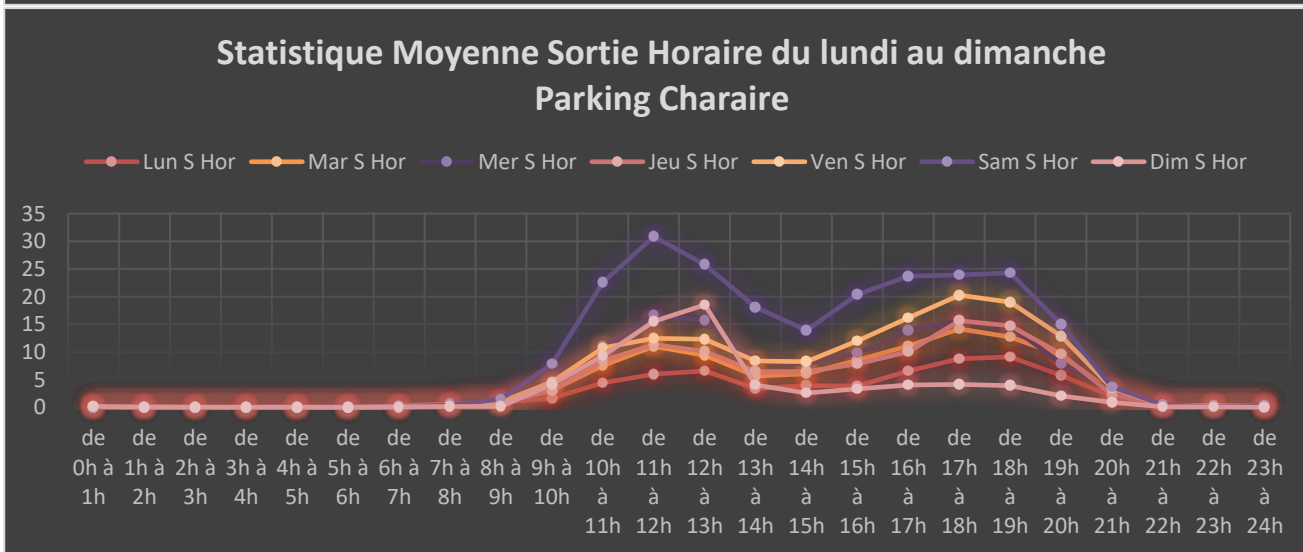 Statistique Moyenne Sortie Horaire du lundi au dimanche
Parking Charaire
Lun S Hor Mar S Hor Mer S Hor Jeu S Hor Ven S Hor Sam S Hor Dim S Hor
35
30
25
20
15
10
5
0
de 0h à 1h
de 1h à 2h
de 2h à 3h
de 3h à 4h
de 4h à 5h
de 5h à 6h
de 6h à 7h
de 7h à 8h
de 8h à 9h
de 9h à 10h
de 10h à 11h
de 11h à 12h
de 12h à 13h
de 13h à 14h
de 14h à 15h
de 15h à 16h
de 16h à 17h
de 17h à 18h
de 18h à 19h
de 19h à 20h
de 20h à 21h
de 21h à 22h
de 22h à 23h
de 23h à 24h